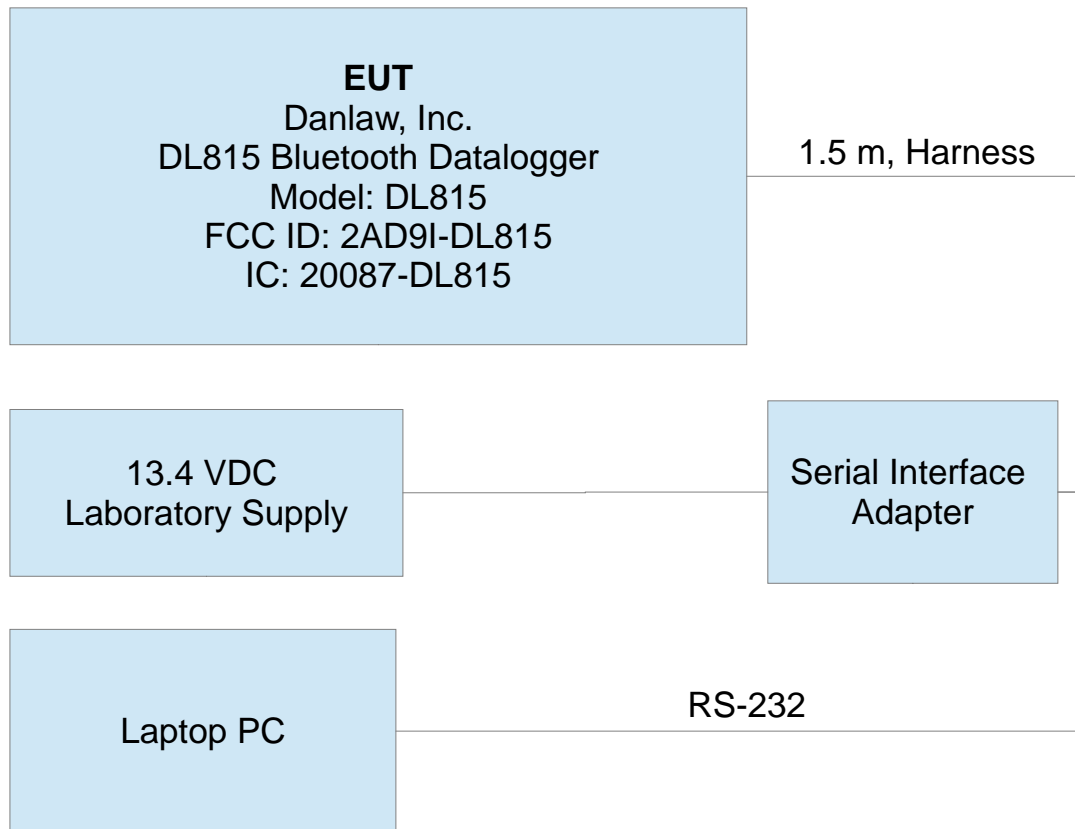 EUT
Danlaw, Inc.
DL815 Bluetooth Datalogger
Model: DL815
FCC ID: 2AD9I-DL815
IC: 20087-DL815
1.5 m, Harness
13.4 VDC
Laboratory Supply
Serial Interface
Adapter
Laptop PC
RS-232